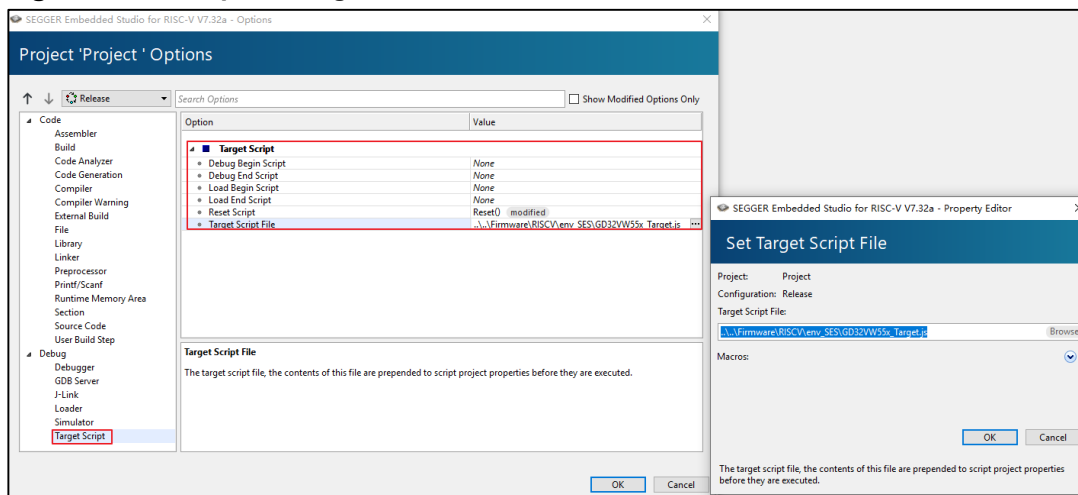 SEGGER Embedded Studio for RISC-V V7.32a - Options
Project 'Project ' Options
Release
Search Options
Show Modified Options Only
Code
Assembler
Build
Code Analyzer
Code Generation
Compiler
Compiler Warning
External Build
File
Library
Linker
Preprocessor
Printf/Scanf
Runtime Memory Area
Section
Source Code
User Build Step
Debug
Debugger
GDB Server
J-Link
Loader
Simulator
Target Script
Option Value
Target Script
Debug Begin Script None
Debug End Script None
Load Begin Script None
Load End Script None
Reset Script Reset() modified
Target Script File ..\..\Firmware\RISCV\env_SES\GD32VW55x_Target.js ...
Target Script File
The target script file, the contents of this file are prepended to script project properties before they are executed.
OK Cancel
SEGGER Embedded Studio for RISC-V V7.32a - Property Editor
Set Target Script File
Project: Project
Configuration: Release
Target Script File:
..\..\Firmware\RISCV\env_SES\GD32VW55x_Target.js Browse
Macros:
OK Cancel
The target script file, the contents of this file are prepended to script project properties
before they are executed.